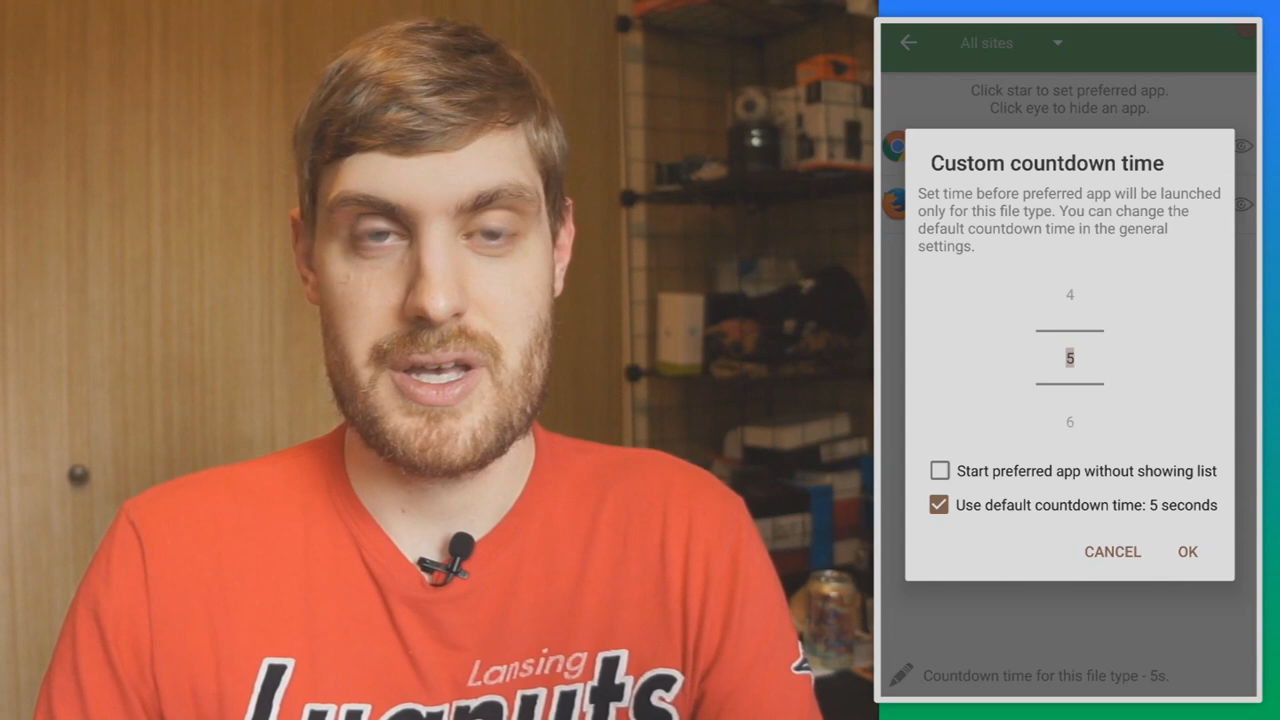 All sites
Click star to set preferred app.
Click eye to hide an app.
Custom countdown time
Set time before preferred app will be launched
only for this file type. You can change the
default countdown time in the general
settings.
4
5
6
Start preferred app without showing list
Use default countdown time: 5 seconds
CANCEL OK
Countdown time for this file type - 5s.
Lansing
Lugnuts